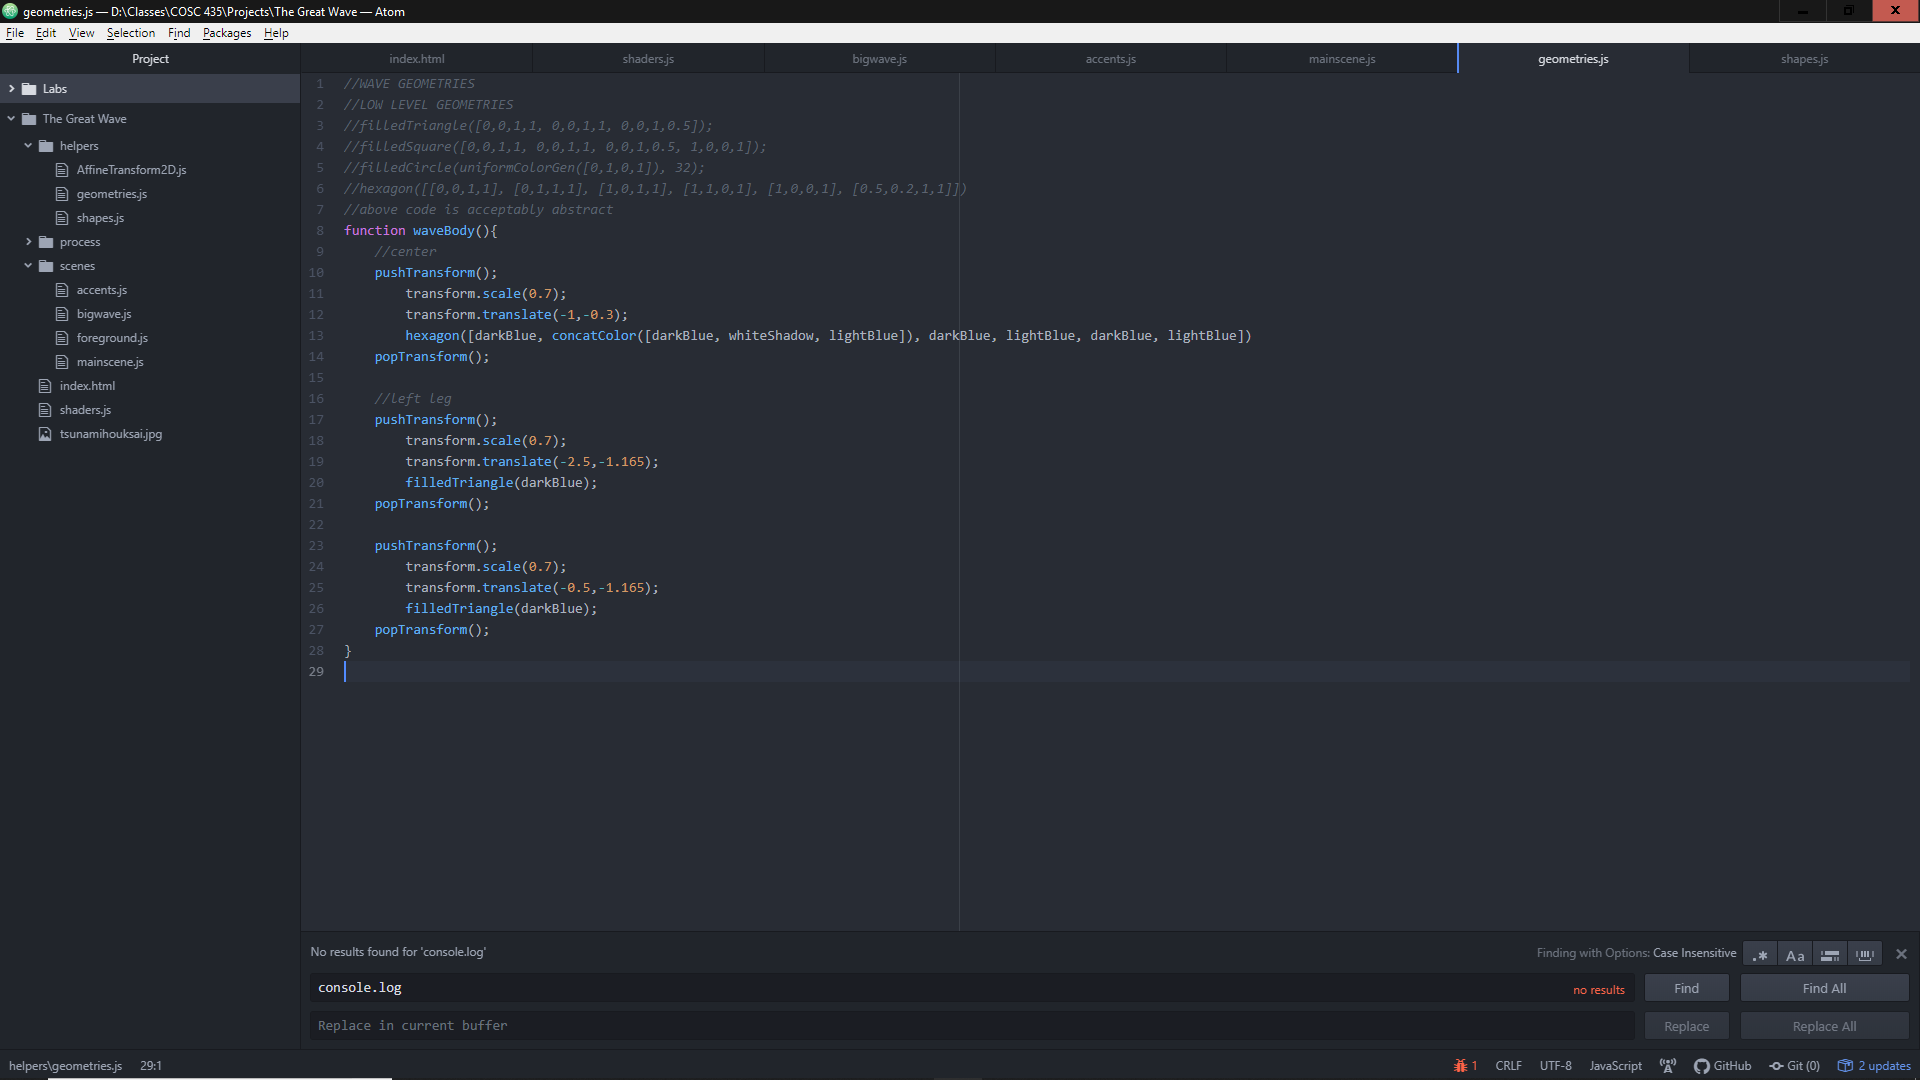 geometries.js — D:\Classes\COSC 435\Projects\The Great Wave — Atom
File Edit View Selection Find Packages Help
Project
index.html shaders.js bigwave.js accents.js mainscene.js geometries.js shapes.js
Labs
The Great Wave
helpers
AffineTransform2D.js
geometries.js
shapes.js
process
scenes
accents.js
bigwave.js
foreground.js
mainscene.js
index.html
shaders.js
tsunamihouksai.jpg
1 //WAVE GEOMETRIES
2 //LOW LEVEL GEOMETRIES
3 //filledTriangle([0,0,1,1, 0,0,1,1, 0,0,1,0.5]);
4 //filledSquare([0,0,1,1, 0,0,1,1, 0,0,1,0.5, 1,0,0,1]);
5 //filledCircle(uniformColorGen([0,1,0,1]), 32);
6 //hexagon([[0,0,1,1], [0,1,1,1], [1,0,1,1], [1,1,0,1], [1,0,0,1], [0.5,0.2,1,1]])
7 //above code is acceptably abstract
8 function waveBody(){
9     //center
10     pushTransform();
11         transform.scale(0.7);
12         transform.translate(-1,-0.3);
13         hexagon([darkBlue, concatColor([darkBlue, whiteShadow, lightBlue]), darkBlue, lightBlue, darkBlue, lightBlue])
14     popTransform();
15
16     //left leg
17     pushTransform();
18         transform.scale(0.7);
19         transform.translate(-2.5,-1.165);
20         filledTriangle(darkBlue);
21     popTransform();
22
23     pushTransform();
24         transform.scale(0.7);
25         transform.translate(-0.5,-1.165);
26         filledTriangle(darkBlue);
27     popTransform();
28 }
29
No results found for 'console.log'
Finding with Options: Case Insensitive
.* Aa
console.log
no results
Find Find All
Replace in current buffer
Replace Replace All
helpers\geometries.js 29:1
1 CRLF UTF-8 JavaScript GitHub Git (0) 2 updates